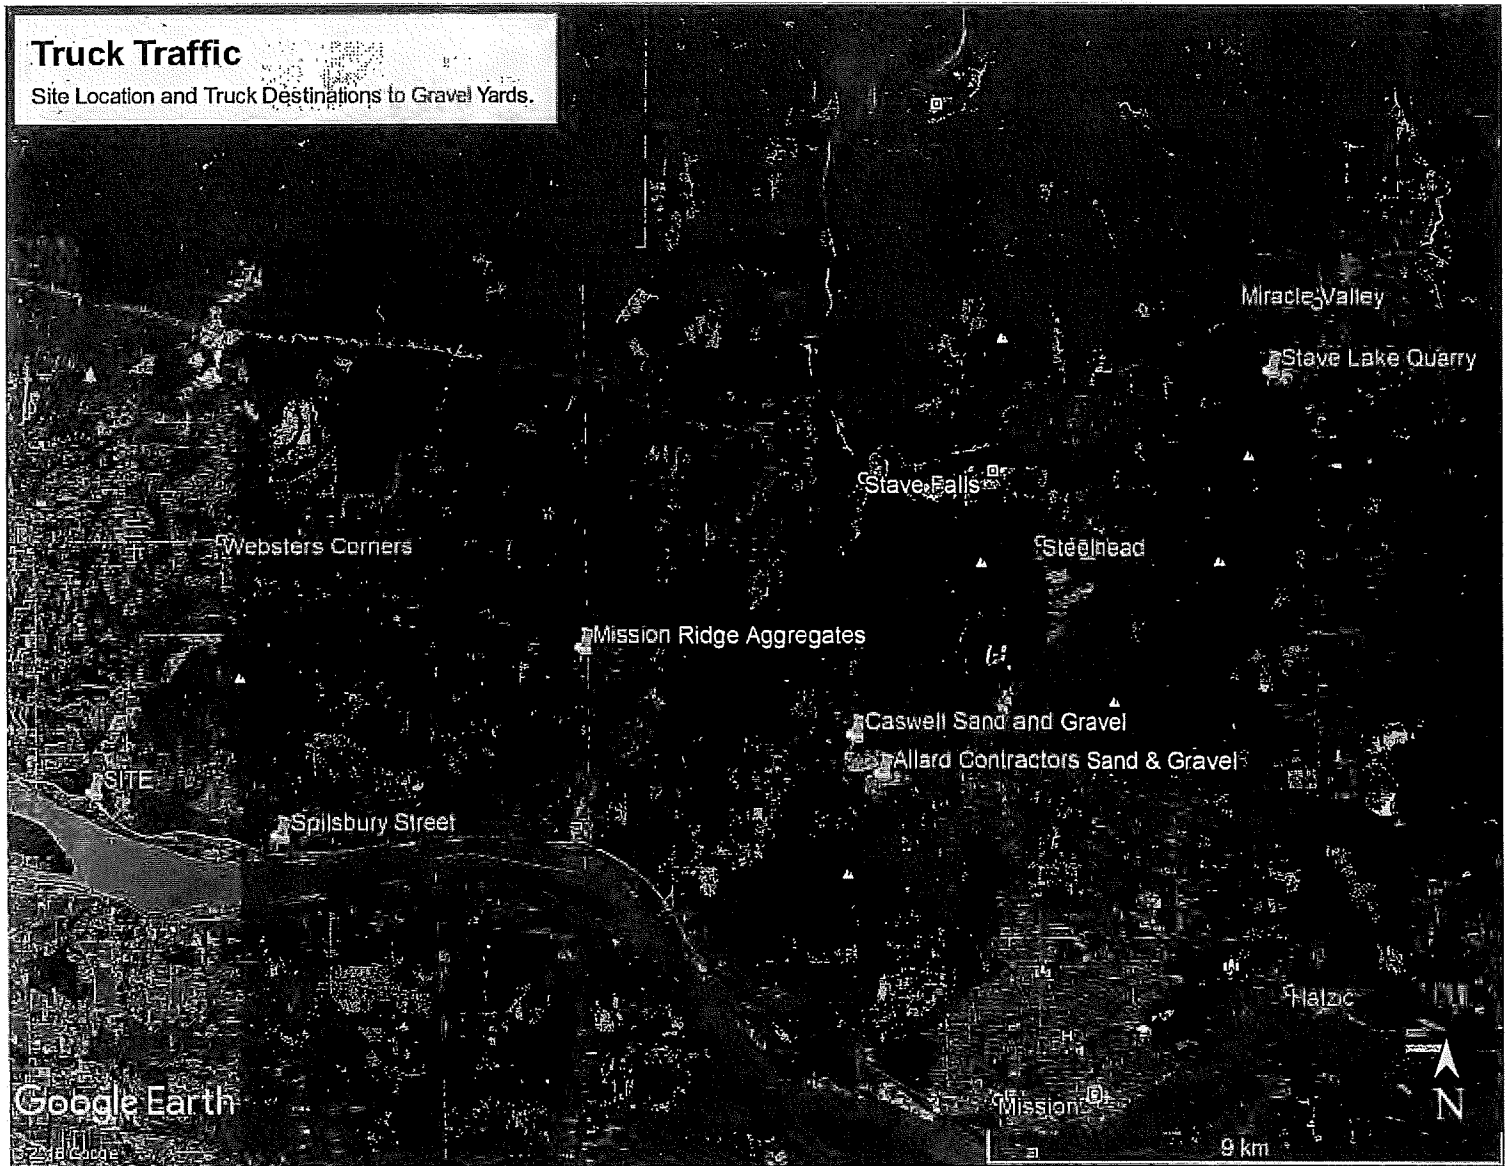 Truck Traffic
Site Location and Truck Destinations to Gravel Yards.
Miracle Valley
Stave Lake Quarry
Stave Falls
Websters Corners
Steelhead
Mission Ridge Aggregates
Caswell Sand and Gravel
Allard Contractors Sand & Gravel
SITE
Spilsbury Street
Hatzic
N
Google Earth
Mission
9 km